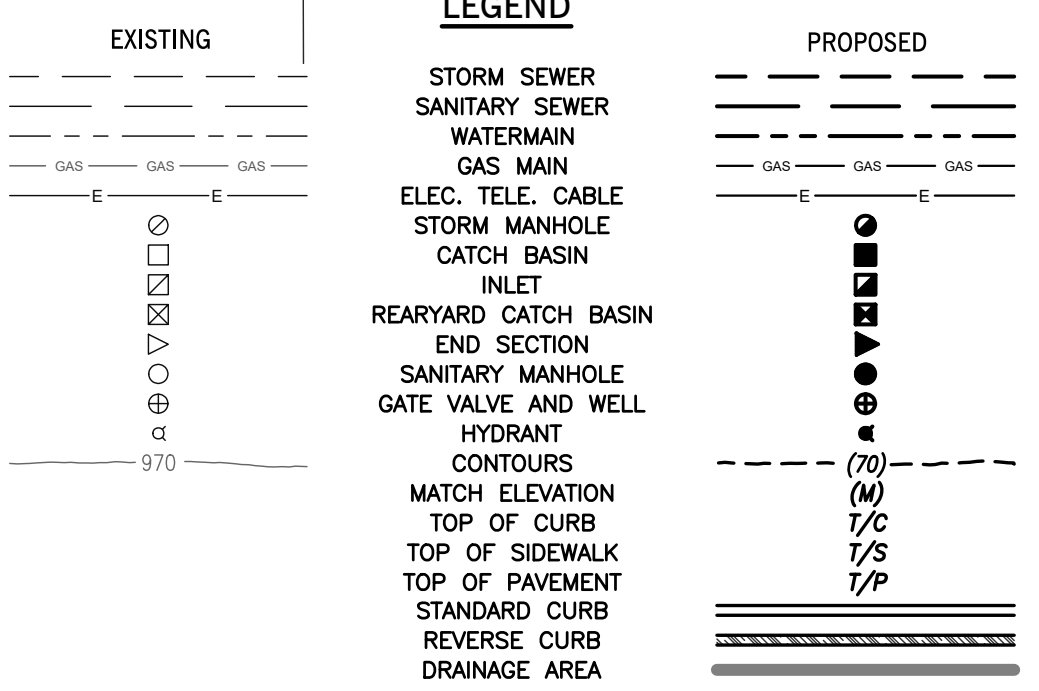 LEGEND
EXISTING PROPOSED
STORM SEWER
SANITARY SEWER
WATERMAIN
GAS GAS GAS GAS MAIN GAS GAS GAS
E E ELEC. TELE. CABLE E E
STORM MANHOLE
CATCH BASIN
INLET
REARYARD CATCH BASIN
END SECTION
SANITARY MANHOLE
GATE VALVE AND WELL
HYDRANT
970 CONTOURS (70)
MATCH ELEVATION (M)
TOP OF CURB T/C
TOP OF SIDEWALK T/S
TOP OF PAVEMENT T/P
STANDARD CURB
REVERSE CURB
DRAINAGE AREA